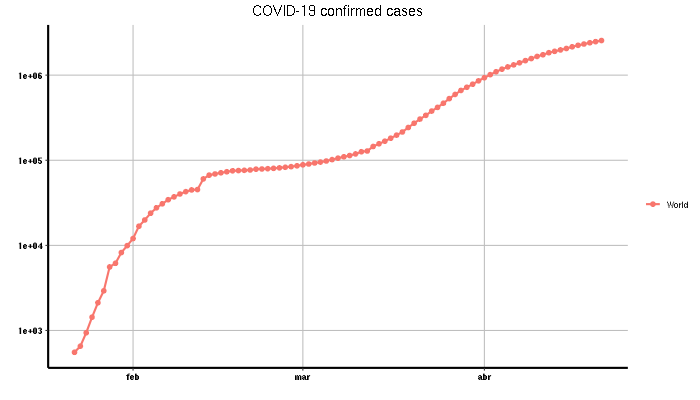 COVID-19 confirmed cases
1e+06
1e+05
1e+04
1e+03
feb mar abr
World